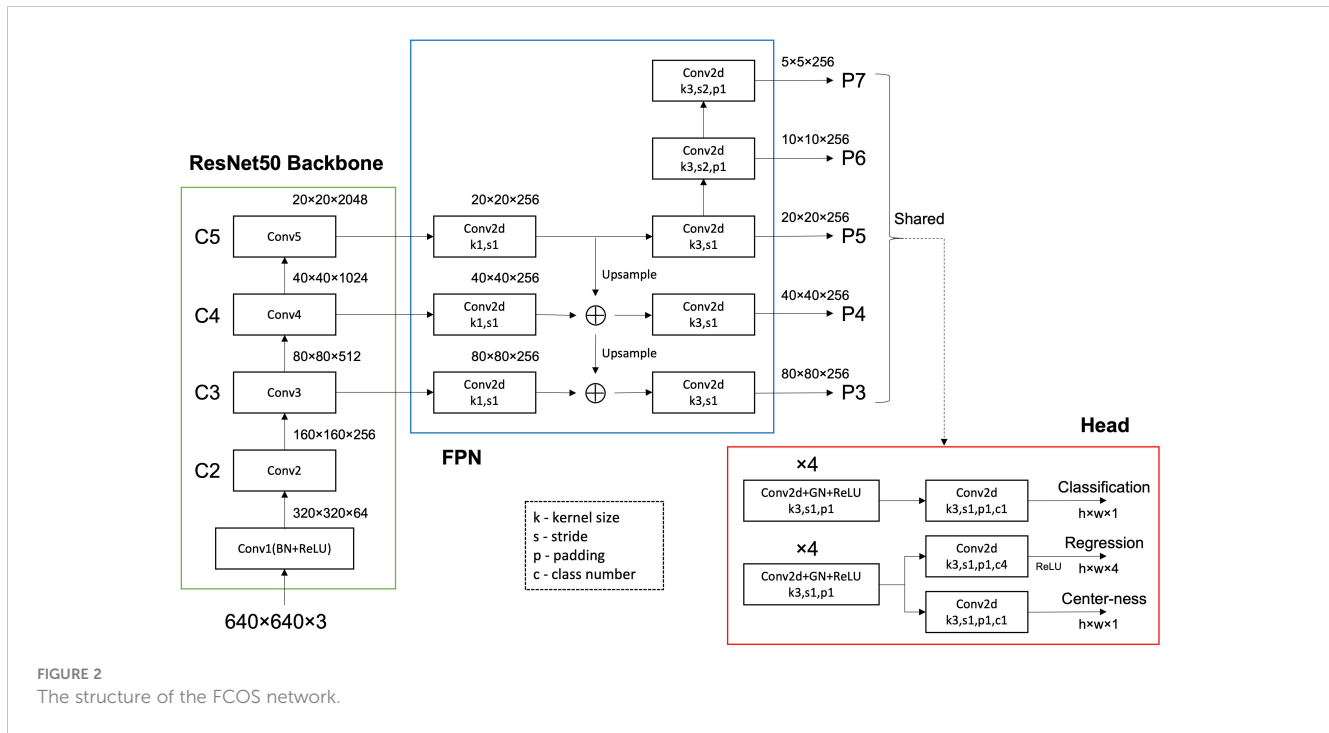 ResNet50 Backbone
20×20×2048
C5
Conv5
40×40×1024
C4
Conv4
80×80×512
C3
Conv3
160×160×256
C2
Conv2
320×320×64
Conv1(BN+ReLU)
640×640×3
20×20×256
Conv2d
k1,s1
40×40×256
Conv2d
k1,s1
80×80×256
Conv2d
k1,s1
Upsample
Upsample
Conv2d
k3,s2,p1
Conv2d
k3,s2,p1
Conv2d
k3,s1
Conv2d
k3,s1
Conv2d
k3,s1
FPN
5×5×256
P7
10×10×256
P6
20×20×256
P5
40×40×256
P4
80×80×256
P3
Shared
k - kernel size
s - stride
p - padding
c - class number
Head
×4
Conv2d+GN+ReLU
k3,s1,p1
Conv2d
k3,s1,p1,c1
Classification
h×w×1
×4
Conv2d+GN+ReLU
k3,s1,p1
Conv2d
k3,s1,p1,c4
ReLU
Regression
h×w×4
Conv2d
k3,s1,p1,c1
Center-ness
h×w×1
FIGURE 2
The structure of the FCOS network.